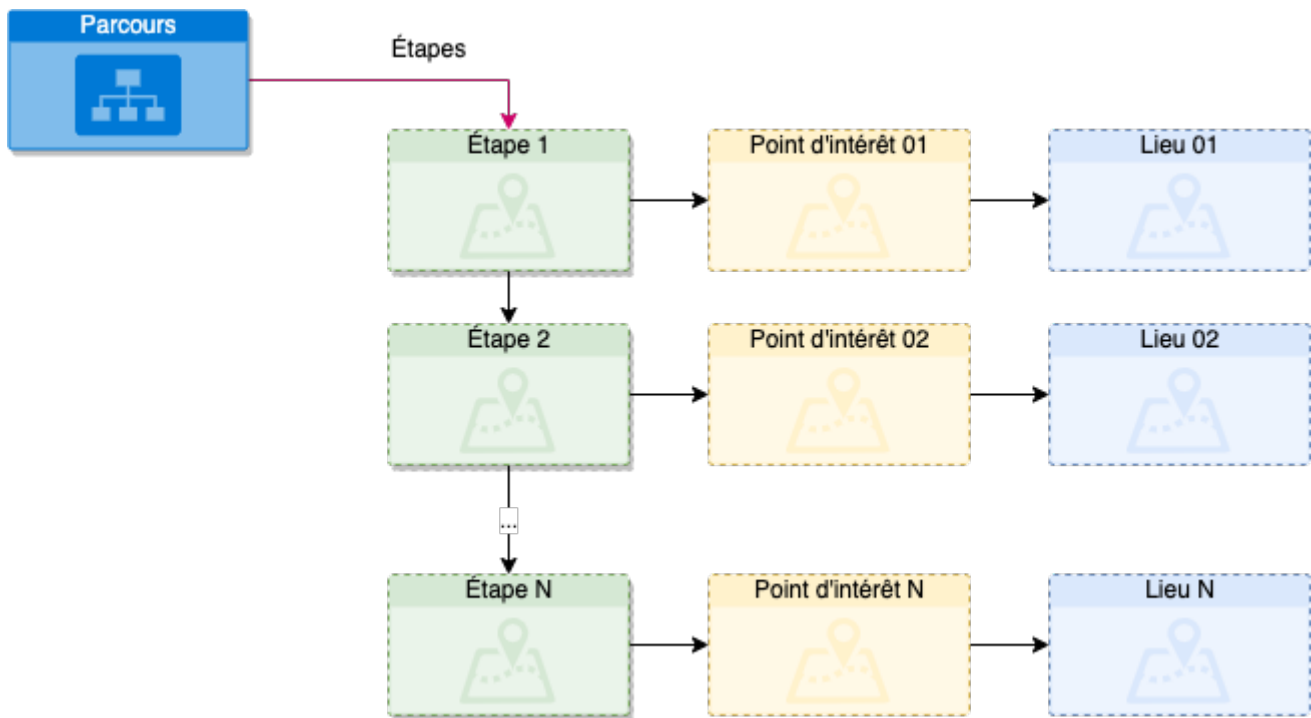 Parcours
Étapes
Étape 1
Point d'intérêt 01
Lieu 01
Étape 2
Point d'intérêt 02
Lieu 02
...
Étape N
Point d'intérêt N
Lieu N